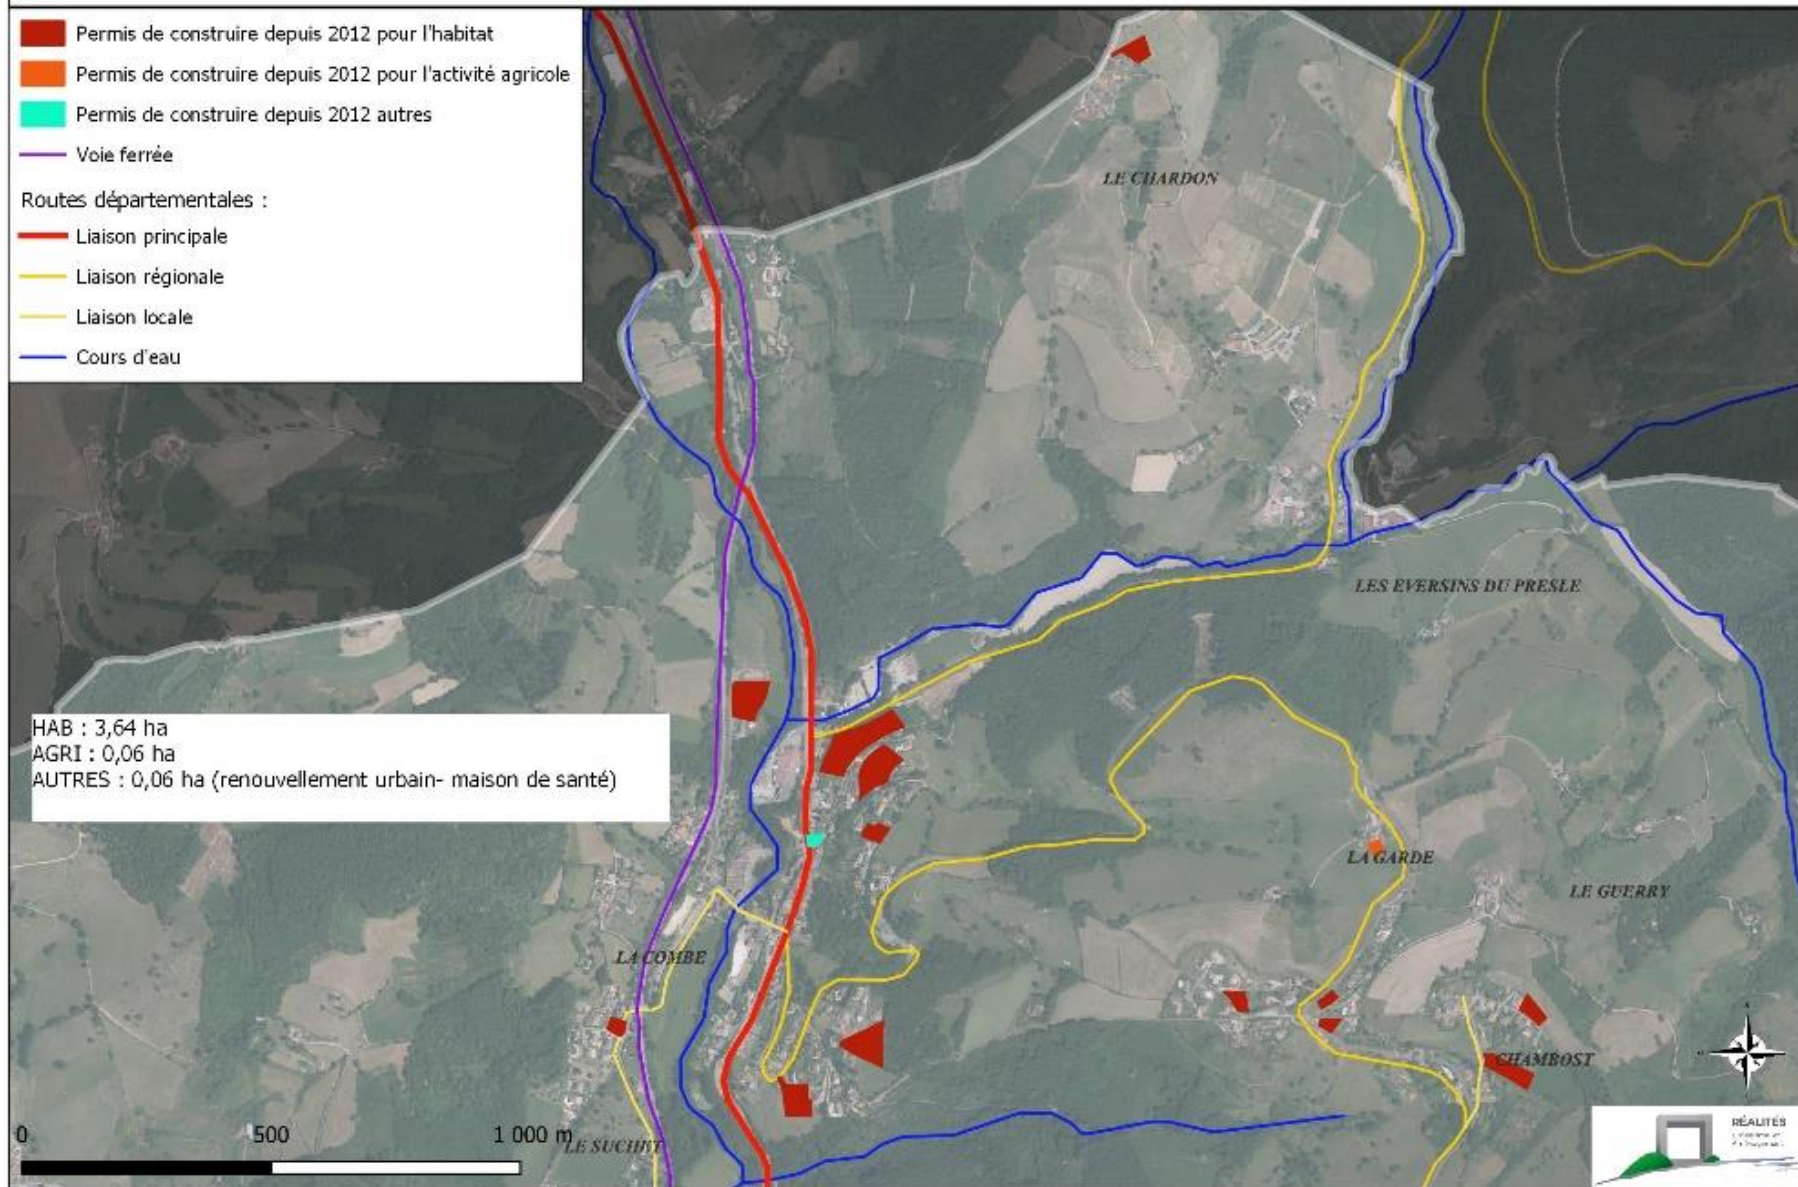 Permis de construire depuis 2012 pour l'habitat
Permis de construire depuis 2012 pour l'activité agricole
Permis de construire depuis 2012 autres
Voie ferrée
Routes départementales :
Liaison principale
Liaison régionale
Liaison locale
Cours d'eau
LE CHARDON
LES EVERSINS DU PRESLE
HAB : 3,64 ha
AGRI : 0,06 ha
AUTRES : 0,06 ha (renouvellement urbain- maison de santé)
LA GARDE
LE GUERRY
LA COMBE
CHAMBOST
LE SUCHET
0 500 1 000 m
RÉALITÉS